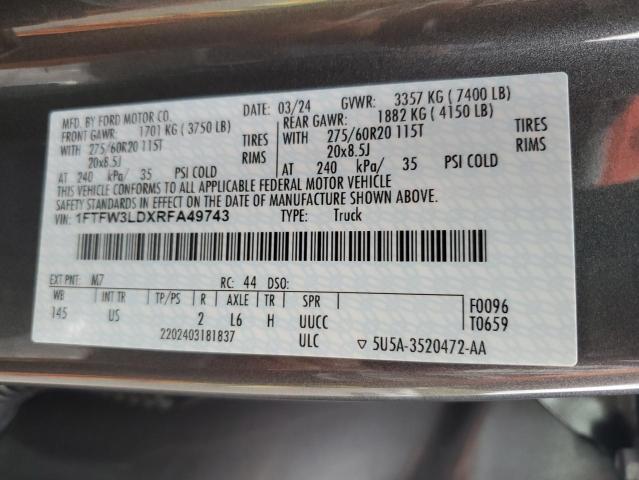 MFD. BY FORD MOTOR CO. DATE: 03/24 GVWR: 3357 KG ( 7400 LB)
FRONT GAWR: 1701 KG ( 3750 LB) REAR GAWR: 1882 KG ( 4150 LB)
WITH 275/60R20 115T TIRES WITH 275/60R20 115T TIRES
20x8.5J RIMS 20x8.5J RIMS
AT 240 kPa/ 35 PSI COLD AT 240 kPa/ 35 PSI COLD
THIS VEHICLE CONFORMS TO ALL APPLICABLE FEDERAL MOTOR VEHICLE
SAFETY STANDARDS IN EFFECT ON THE DATE OF MANUFACTURE SHOWN ABOVE.
VIN: 1FTFW3LDXRFA49743 TYPE: Truck
EXT PNT: M7 RC: 44 DSO:
WB INT TR TP/PS R AXLE TR SPR F0096
145 US 2 L6 H UUCC T0659
2202403181837 ULC ▽ 5U5A-3520472-AA